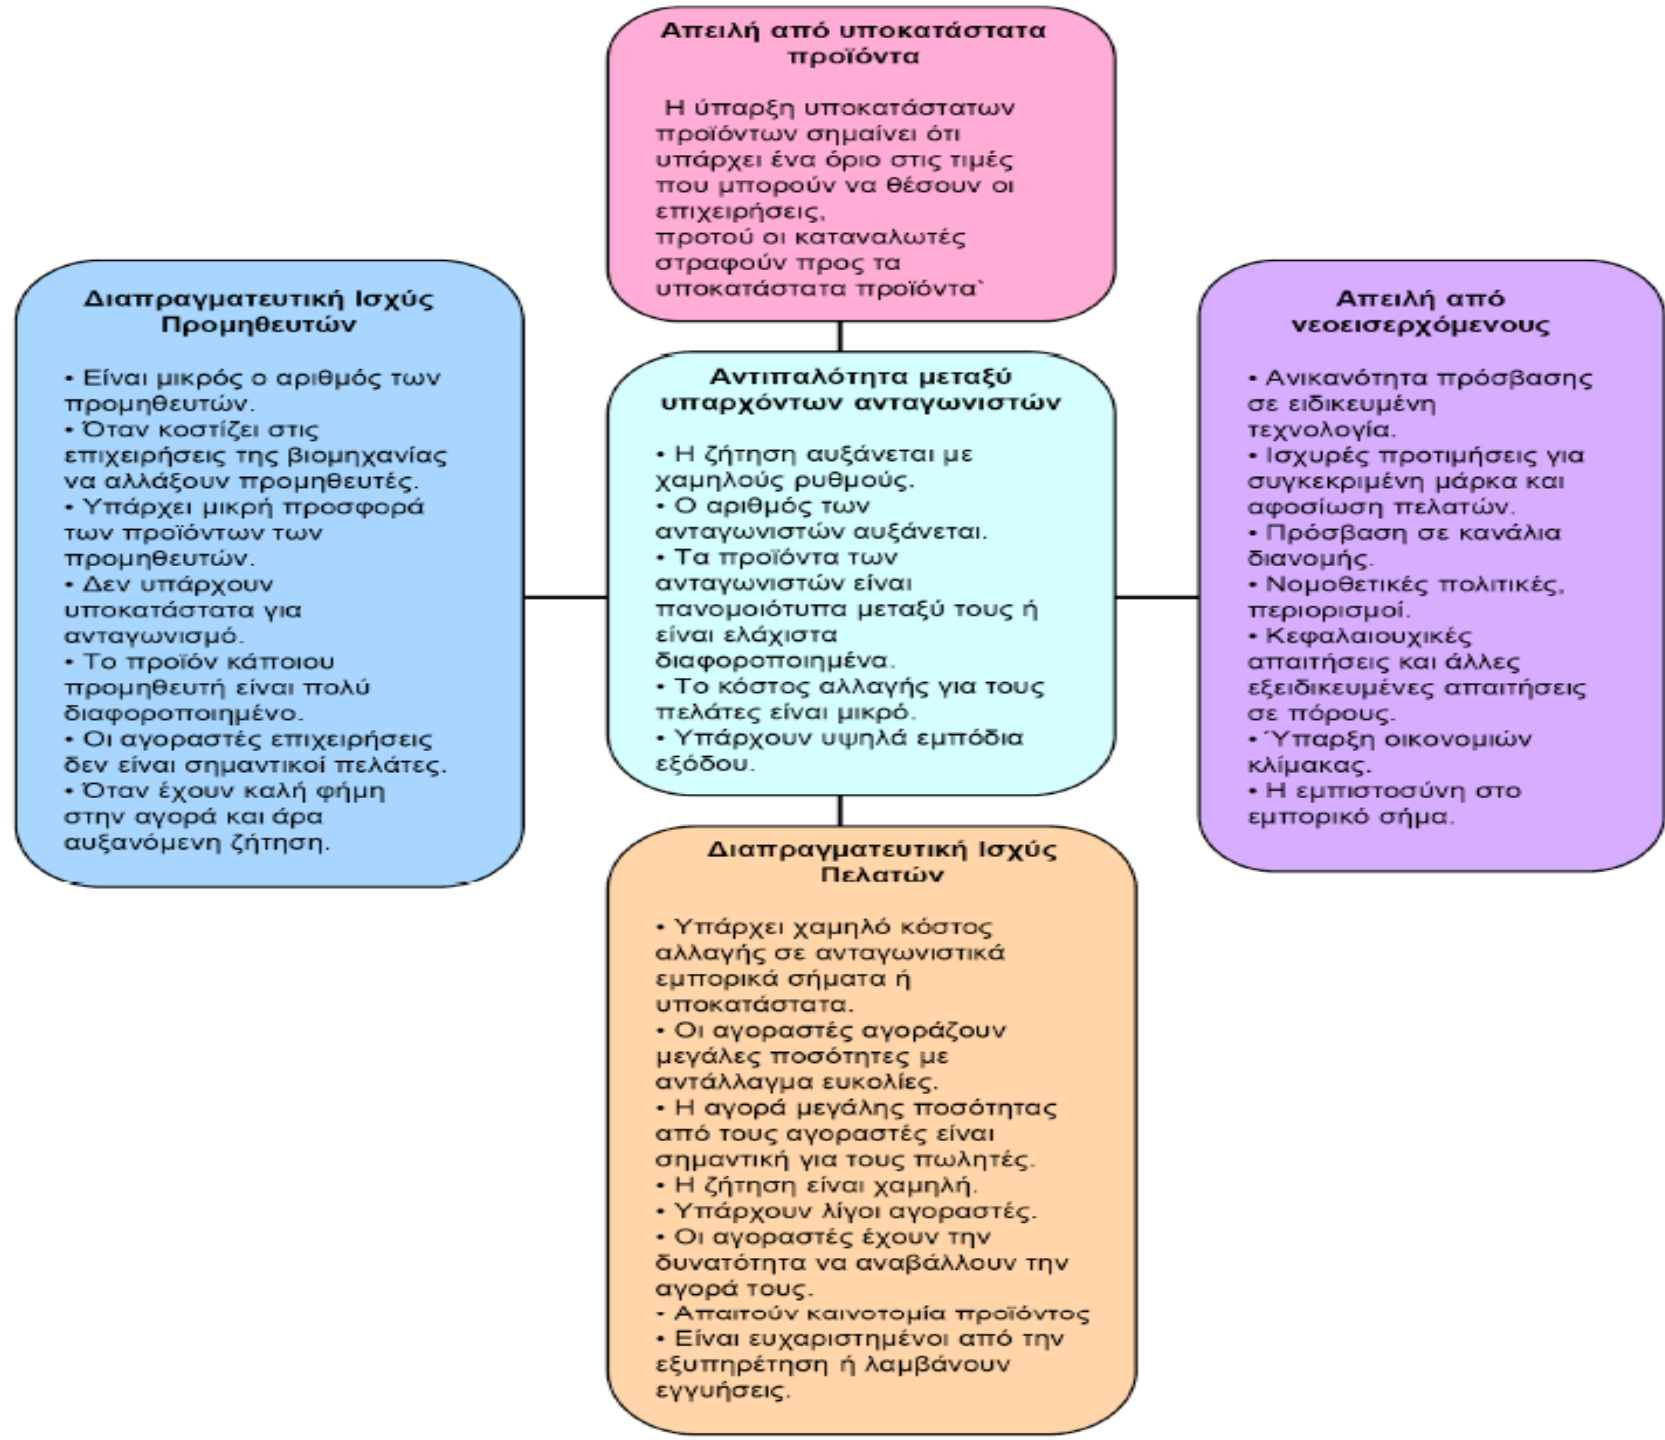 Απειλή από υποκατάστατα
προϊόντα
Η ύπαρξη υποκατάστατων
προϊόντων σημαίνει ότι
υπάρχει ένα όριο στις τιμές
που μπορούν να θέσουν οι
επιχειρήσεις,
προτού οι καταναλωτές
στραφούν προς τα
υποκατάστατα προϊόντα`
Διαπραγματευτική Ισχύς
Προμηθευτών
• Είναι μικρός ο αριθμός των
προμηθευτών.
• Όταν κοστίζει στις
επιχειρήσεις της βιομηχανίας
να αλλάξουν προμηθευτές.
• Υπάρχει μικρή προσφορά
των προϊόντων των
προμηθευτών.
• Δεν υπάρχουν
υποκατάστατα για
ανταγωνισμό.
• Το προϊόν κάποιου
προμηθευτή είναι πολύ
διαφοροποιημένο.
• Οι αγοραστές επιχειρήσεις
δεν είναι σημαντικοί πελάτες.
• Όταν έχουν καλή φήμη
στην αγορά και άρα
αυξανόμενη ζήτηση.
Αντιπαλότητα μεταξύ
υπαρχόντων ανταγωνιστών
• Η ζήτηση αυξάνεται με
χαμηλούς ρυθμούς.
• Ο αριθμός των
ανταγωνιστών αυξάνεται.
• Τα προϊόντα των
ανταγωνιστών είναι
πανομοιότυπα μεταξύ τους ή
είναι ελάχιστα
διαφοροποιημένα.
• Το κόστος αλλαγής για τους
πελάτες είναι μικρό.
• Υπάρχουν υψηλά εμπόδια
εξόδου.
Απειλή από
νεοεισερχόμενους
• Ανικανότητα πρόσβασης
σε ειδικευμένη
τεχνολογία.
• Ισχυρές προτιμήσεις για
συγκεκριμένη μάρκα και
αφοσίωση πελατών.
• Πρόσβαση σε κανάλια
διανομής.
• Νομοθετικές πολιτικές,
περιορισμοί.
• Κεφαλαιουχικές
απαιτήσεις και άλλες
εξειδικευμένες απαιτήσεις
σε πόρους.
• Ύπαρξη οικονομιών
κλίμακας.
• Η εμπιστοσύνη στο
εμπορικό σήμα.
Διαπραγματευτική Ισχύς
Πελατών
• Υπάρχει χαμηλό κόστος
αλλαγής σε ανταγωνιστικά
εμπορικά σήματα ή
υποκατάστατα.
• Οι αγοραστές αγοράζουν
μεγάλες ποσότητες με
αντάλλαγμα ευκολίες.
• Η αγορά μεγάλης ποσότητας
από τους αγοραστές είναι
σημαντική για τους πωλητές.
• Η ζήτηση είναι χαμηλή.
• Υπάρχουν λίγοι αγοραστές.
• Οι αγοραστές έχουν την
δυνατότητα να αναβάλλουν την
αγορά τους.
- Απαιτούν καινοτομία προϊόντος
• Είναι ευχαριστημένοι από την
εξυπηρέτηση ή λαμβάνουν
εγγυήσεις.